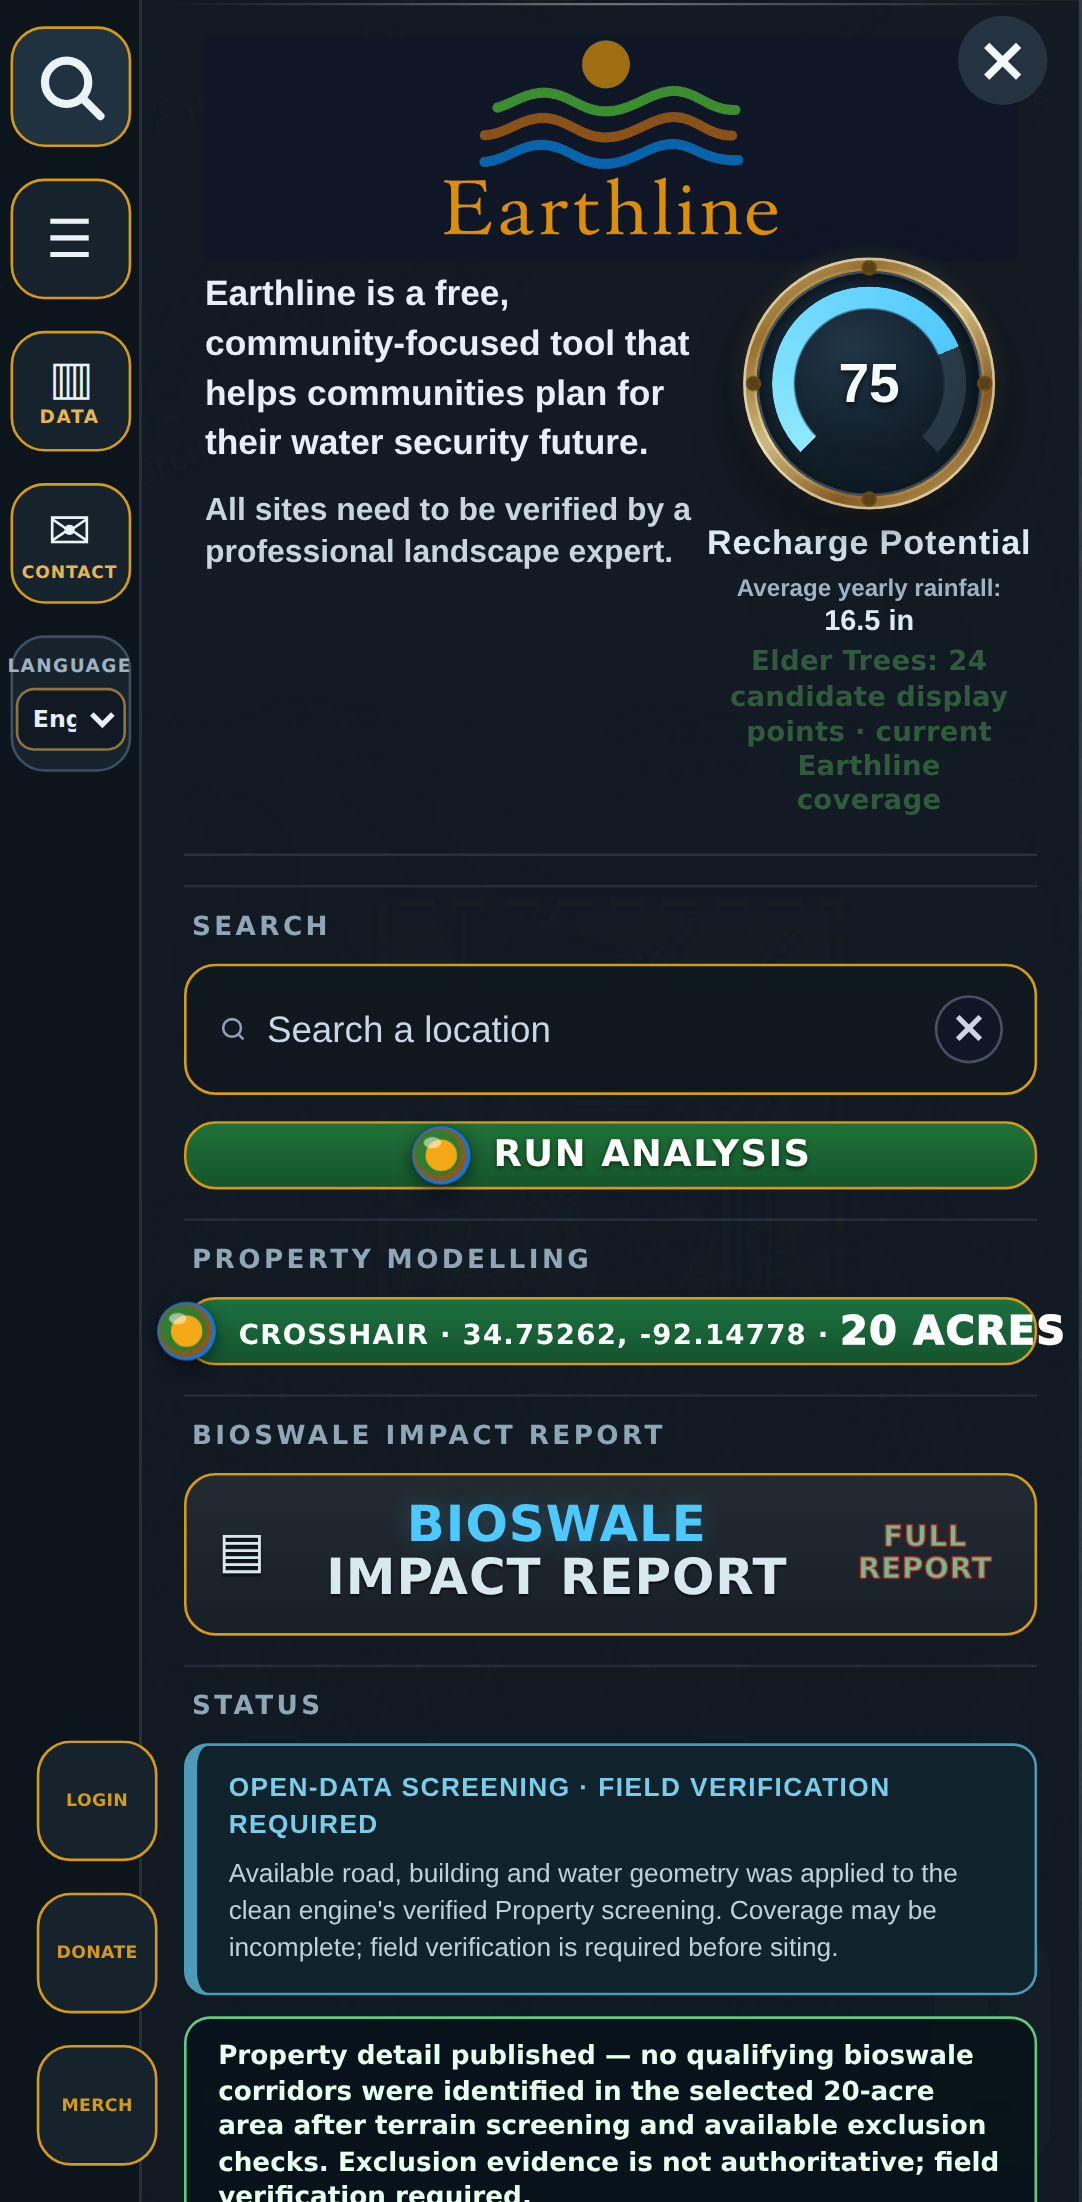 Earthline
Earthline is a free,
community-focused tool that
helps communities plan for
their water security future.
All sites need to be verified by a
professional landscape expert.
75
Recharge Potential
Average yearly rainfall:
16.5 in
Elder Trees: 24
candidate display
points · current
Earthline
coverage
DATA
CONTACT
LANGUAGE
Eng
SEARCH
Search a location
RUN ANALYSIS
PROPERTY MODELLING
CROSSHAIR · 34.75262, -92.14778 · 20 ACRES
BIOSWALE IMPACT REPORT
BIOSWALE
IMPACT REPORT
FULL
REPORT
STATUS
OPEN-DATA SCREENING · FIELD VERIFICATION
REQUIRED
Available road, building and water geometry was applied to the
clean engine's verified Property screening. Coverage may be
incomplete; field verification is required before siting.
Property detail published — no qualifying bioswale
corridors were identified in the selected 20-acre
area after terrain screening and available exclusion
checks. Exclusion evidence is not authoritative; field
verification required.
LOGIN
DONATE
MERCH